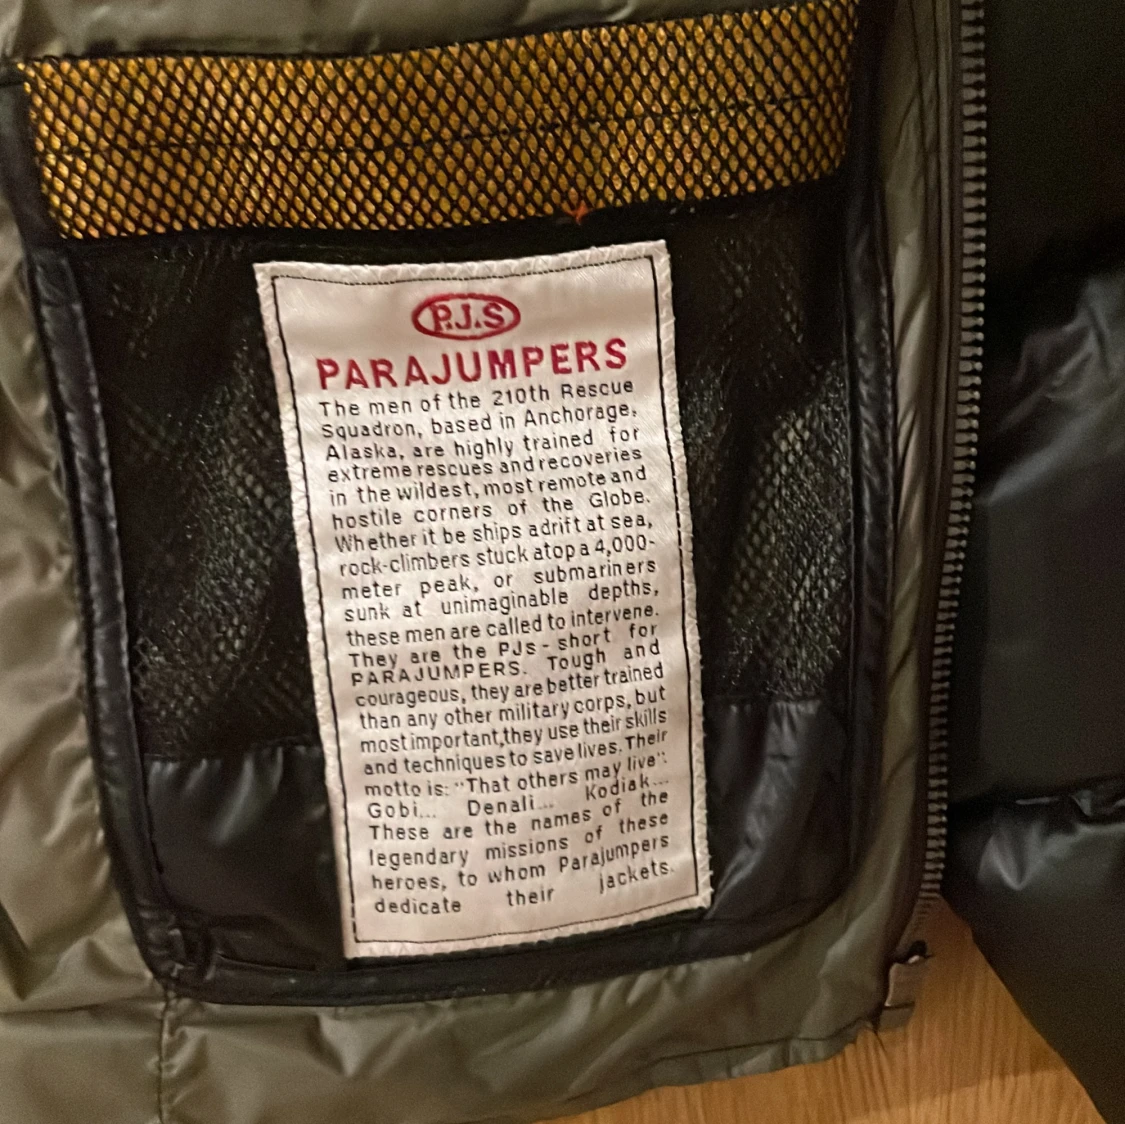 P.J.S
PARAJUMPERS
The men of the 210th Rescue
Squadron, based in Anchorage,
Alaska, are highly trained for
extreme rescues and recoveries
in the wildest, most remote and
hostile corners of the Globe.
Whether it be ships adrift at sea,
rock-climbers stuck atop a 4,000-
meter peak, or submariners
sunk at unimaginable depths,
these men are called to intervene.
They are the PJs - short for
PARAJUMPERS. Tough and
courageous, they are better trained
than any other military corps, but
most important,they use their skills
and techniques to save lives. Their
motto is: "That others may live".
Gobi... Denali... Kodiak...
These are the names of the
legendary missions of these
heroes, to whom Parajumpers
dedicate their jackets.